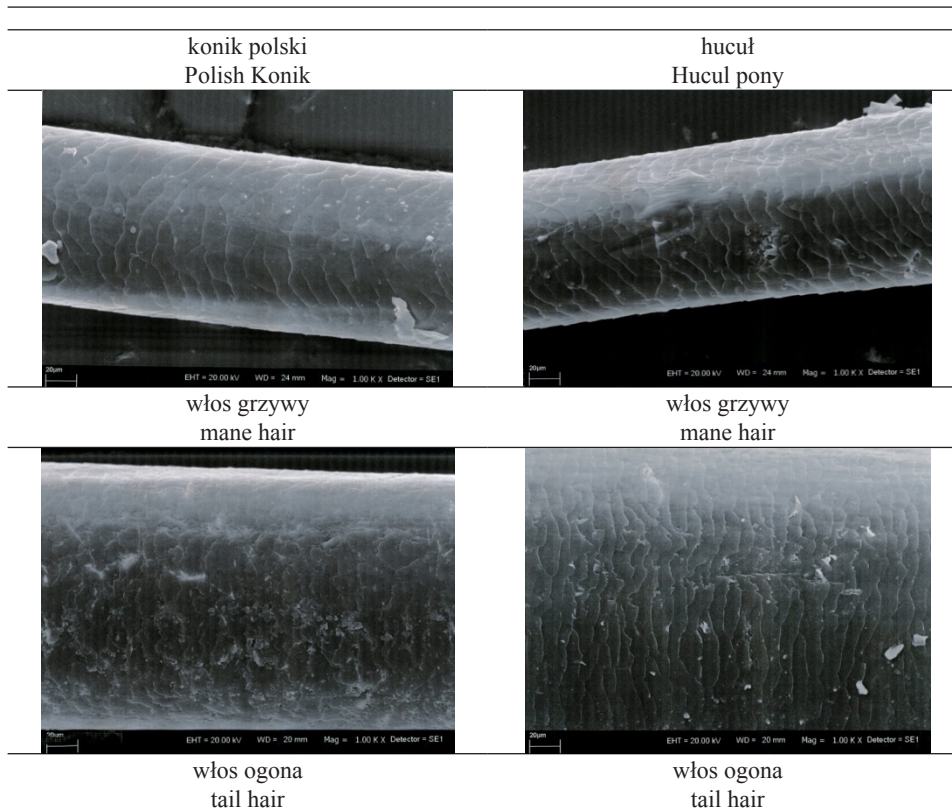 konik polski
Polish Konik
hucuł
Hucul pony
20µm
EHT = 20.00 kV WD = 24 mm Mag = 1.00 K X Detector = SE1
20µm
EHT = 20.00 kV WD = 24 mm Mag = 1.00 K X Detector = SE1
włos grzywy
mane hair
włos grzywy
mane hair
20µm
EHT = 20.00 kV WD = 20 mm Mag = 1.00 K X Detector = SE1
20µm
EHT = 20.00 kV WD = 20 mm Mag = 1.00 K X Detector = SE1
włos ogona
tail hair
włos ogona
tail hair